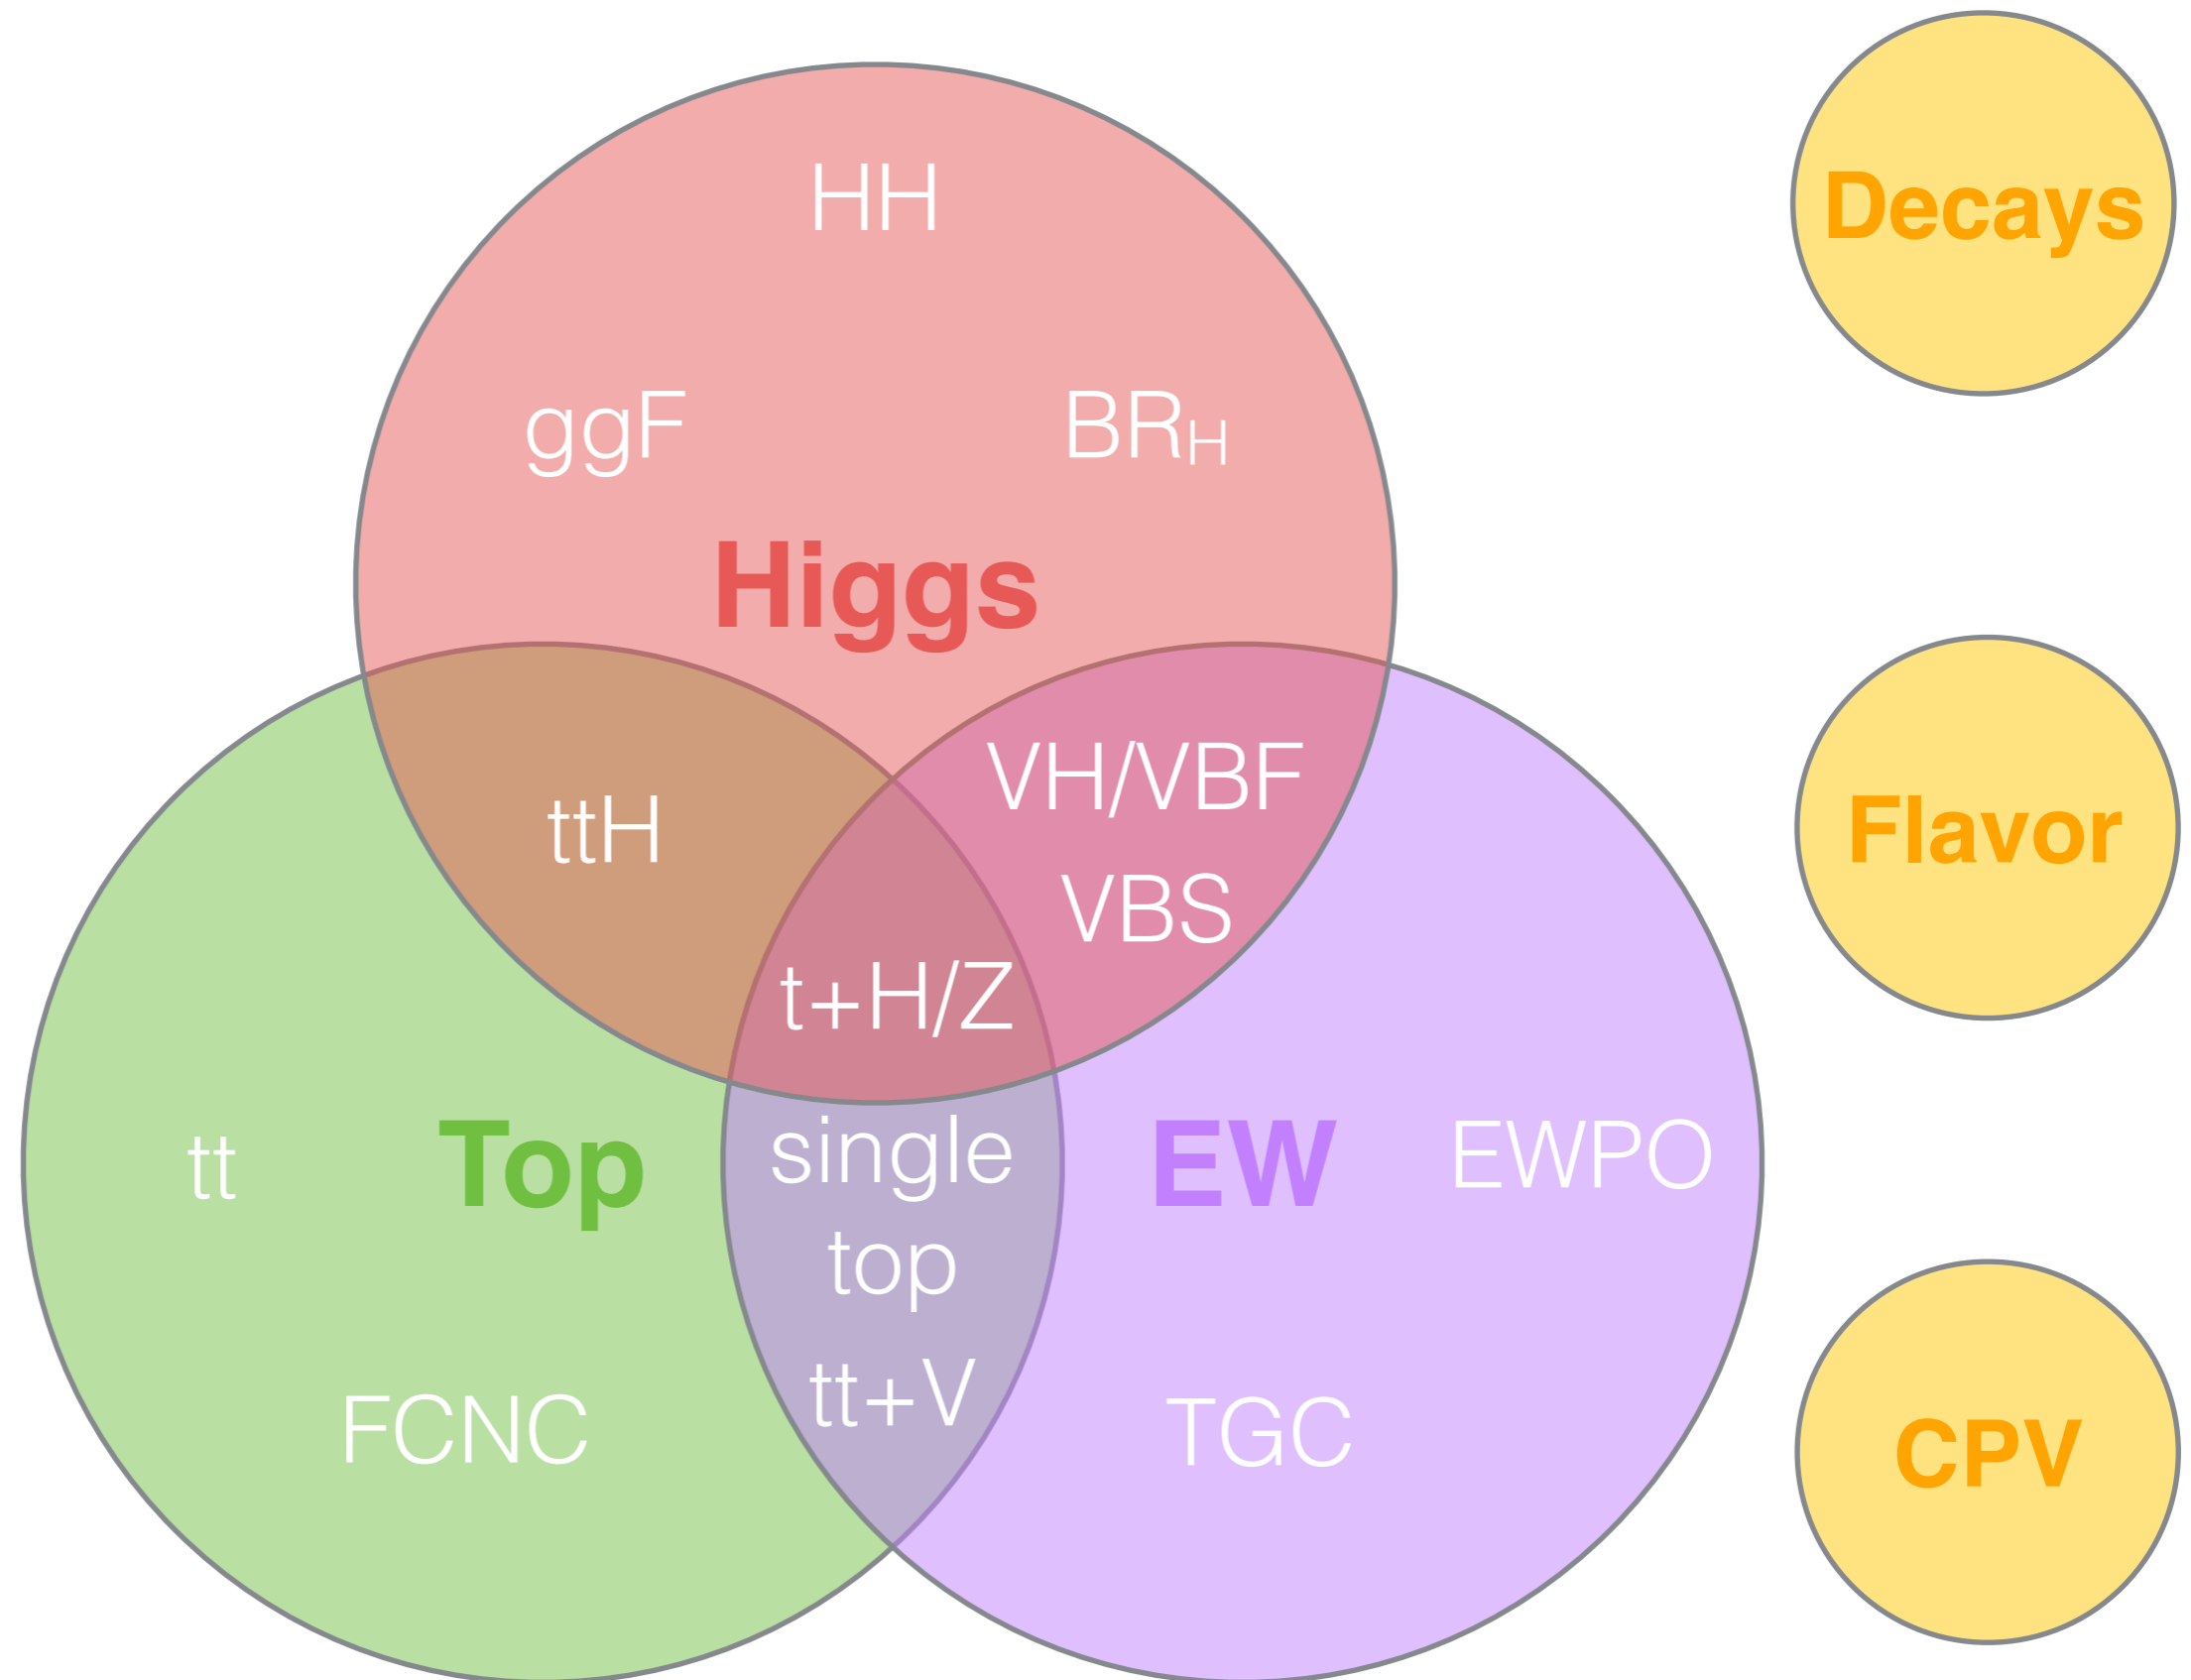 HH
ggF
BRH
Higgs
ttH
VH/VBF
VBS
t+H/Z
tt
Top
single
top
tt+V
FCNC
EW
EWPO
TGC
Decays
Flavor
CPV